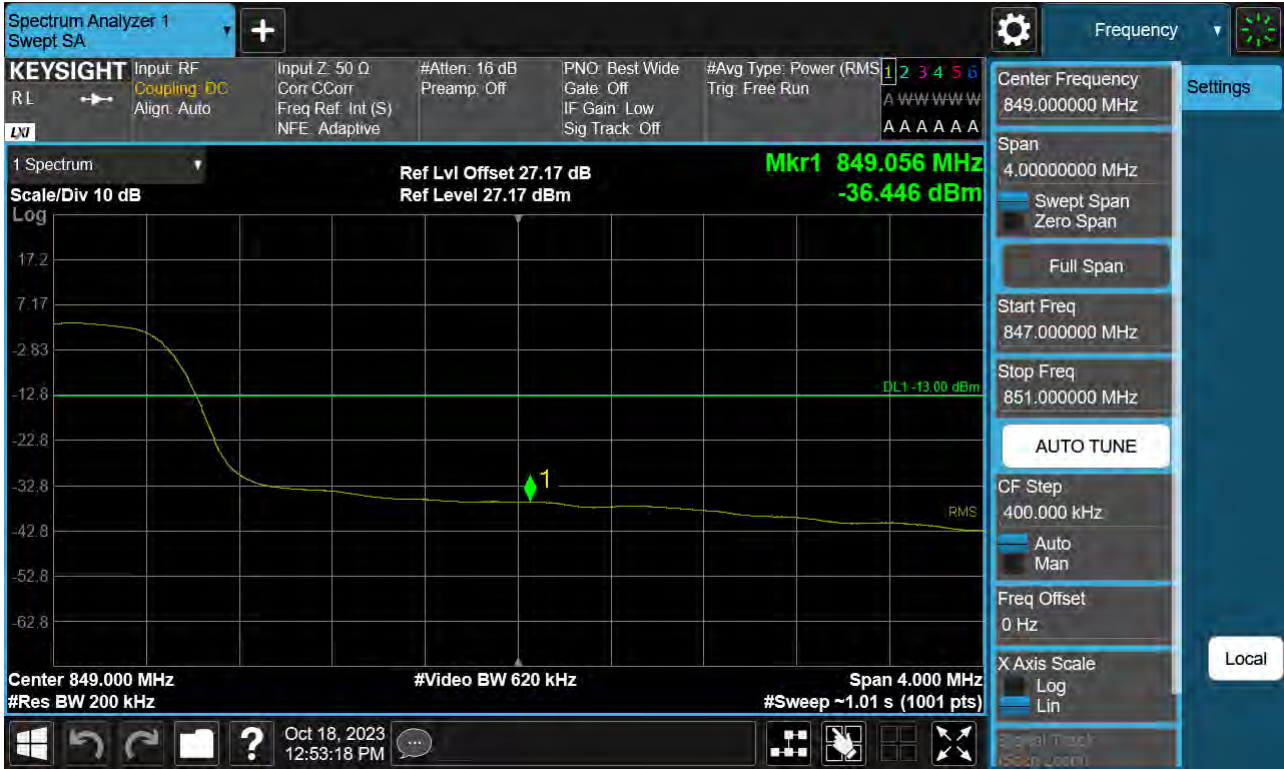 Spectrum Analyzer 1
Swept SA
+
Frequency
KEYSIGHT
R L
LXI
Input: RF
Coupling: DC
Align: Auto
Input Z: 50 Ω
Corr CCorr
Freq Ref: Int (S)
NFE: Adaptive
#Atten: 16 dB
Preamp: Off
PNO: Best Wide
Gate: Off
IF Gain: Low
Sig Track: Off
#Avg Type: Power (RMS
Trig: Free Run
1 2 3 4 5 6
A W W W W W
A A A A A A
1 Spectrum
Scale/Div 10 dB
Log
Ref Lvl Offset 27.17 dB
Ref Level 27.17 dBm
Mkr1 849.056 MHz
-36.446 dBm
17.2
7.17
-2.83
-12.8
-22.8
-32.8
-42.8
-52.8
-62.8
DL1 -13.00 dBm
1
RMS
Center 849.000 MHz
#Video BW 620 kHz
Span 4.000 MHz
#Res BW 200 kHz
#Sweep ~1.01 s (1001 pts)
Center Frequency
849.000000 MHz
Span
4.00000000 MHz
Swept Span
Zero Span
Full Span
Start Freq
847.000000 MHz
Stop Freq
851.000000 MHz
AUTO TUNE
CF Step
400.000 kHz
Auto
Man
Freq Offset
0 Hz
X Axis Scale
Log
Lin
Signal Track
(Span Zoom)
Settings
Local
?
Oct 18, 2023
12:53:18 PM